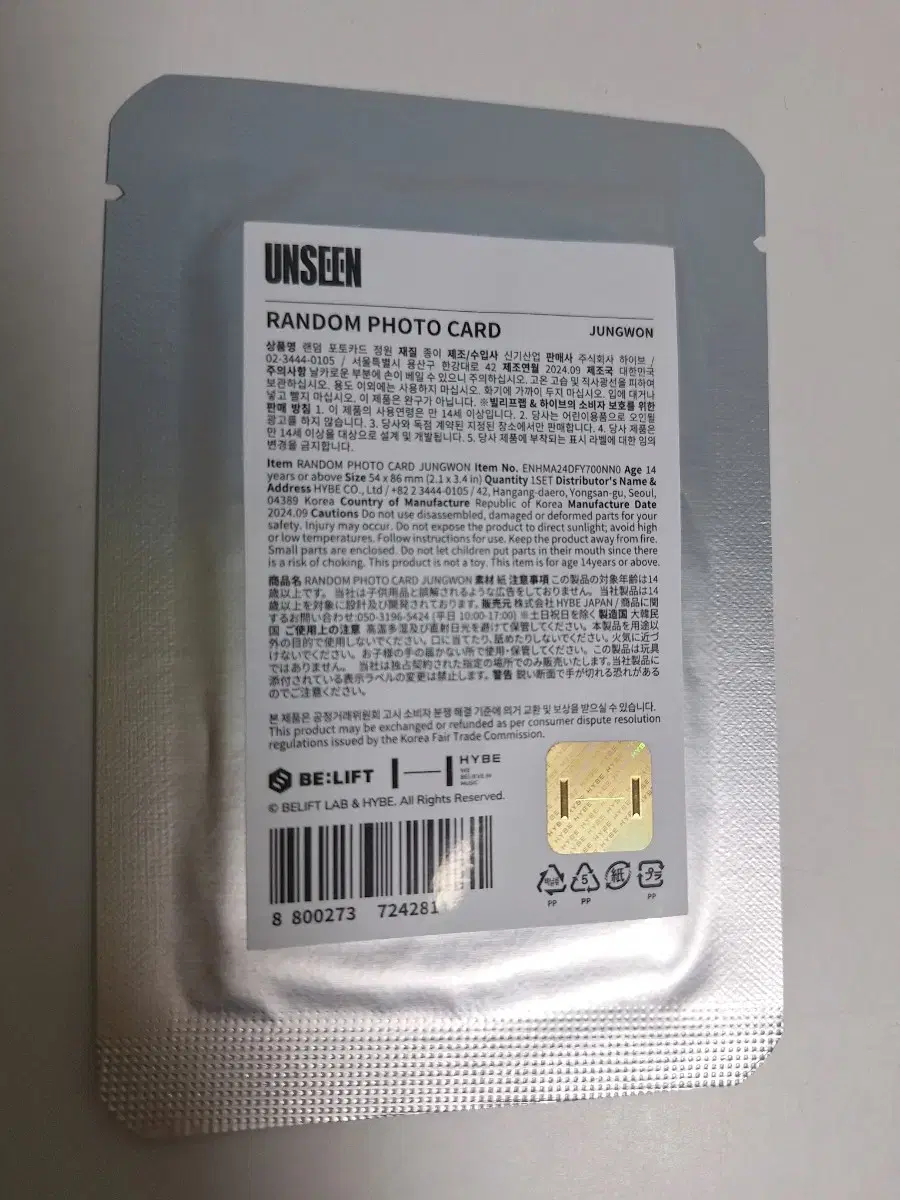 UNSEEN
RANDOM PHOTO CARD
JUNGWON
상품명 랜덤 포토카드 정원 재질 종이 제조/수입사 신기산업 판매사 주식회사 하이브 /
02-3444-0105 / 서울특별시 용산구 한강대로 42 제조연월 2024.09 제조국 대한민국
주의사항 날카로운 부분에 손이 베일 수 있으니 주의하십시오. 고온 고습 및 직사광선을 피하여
보관하십시오. 용도 이외에는 사용하지 마십시오. 화기에 가까이 두지 마십시오. 입에 대거나
넣고 빨지 마십시오. 이 제품은 완구가 아닙니다. ※빌리프랩 & 하이브의 소비자 보호를 위한
판매 방침 1. 이 제품의 사용연령은 만 14세 이상입니다. 2. 당사는 어린이용품으로 오인될
광고를 하지 않습니다. 3. 당사와 독점 계약된 지정된 장소에서만 판매합니다. 4. 당사 제품은
만 14세 이상을 대상으로 설계 및 개발됩니다. 5. 당사 제품에 부착되는 표시 라벨에 대한 임의
변경을 금지합니다.
Item RANDOM PHOTO CARD JUNGWON Item No. ENHMA24DFY700NN0 Age 14
years or above Size 54 x 86 mm (2.1 x 3.4 in) Quantity 1SET Distributor's Name &
Address HYBE CO., Ltd / +82 2 3444-0105 / 42, Hangang-daero, Yongsan-gu, Seoul,
04389 Korea Country of Manufacture Republic of Korea Manufacture Date
2024.09 Cautions Do not use disassembled, damaged or deformed parts for your
safety. Injury may occur. Do not expose the product to direct sunlight; avoid high
or low temperatures. Follow instructions for use. Keep the product away from fire.
Small parts are enclosed. Do not let children put parts in their mouth since there
is a risk of choking. This product is not a toy. This item is for age 14years or above.
商品名 RANDOM PHOTO CARD JUNGWON 素材 紙 注意事項 この製品の対象年齢は14
歳以上です。 当社は子供用品と誤解されるような広告をしておりません。 当社製品は14
歳以上を対象に設計及び開発されております。販売元 株式会社 HYBE JAPAN / 商品に関
するお問い合わせ:050-3196-5424 (平日 10:00-17:00) ※土日祝日を除く 製造国 大韓民
国 ご使用上の注意 高温多湿及び直射日光を避けて保管してください。本製品を用途以
外の目的で使用しないでください。口に当てたり、舐めたりしないでください。火気に近づ
けないでください。 お子様の手の届かない所で使用・保管してください。この製品は玩具
ではありません。 当社は独占契約された指定の場所でのみ販売いたします。当社製品に
添付されている表示ラベルの変更は禁止します。警告 鋭い断面で手が切れる恐れがある
のでご注意ください。
본 제품은 공정거래위원회 고시 소비자 분쟁 해결 기준에 의거 교환 및 보상을 받으실 수 있습니다.
This product may be exchanged or refunded as per consumer dispute resolution
regulations issued by the Korea Fair Trade Commission.
BE:LIFT
HYBE
WE
BELIEVE IN
MUSIC
© BELIFT LAB & HYBE. All Rights Reserved.
8 800273 724281
5 紙 プラ
PP PP PP